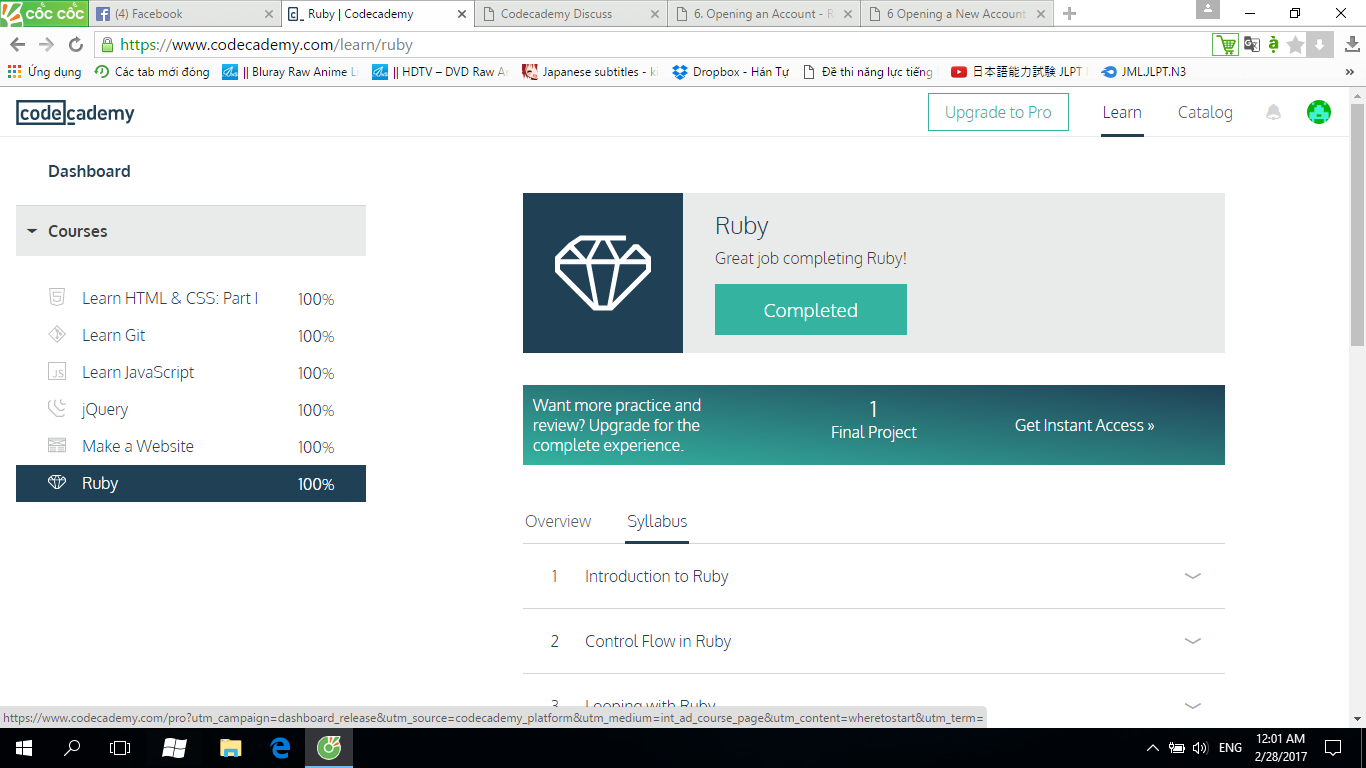 CỐC CỐC
(4) Facebook
Ruby | Codecademy
Codecademy Discuss
6. Opening an Account - R
6 Opening a New Account
https://www.codecademy.com/learn/ruby
Ứng dụng
Các tab mới đóng
|| Bluray Raw Anime L
|| HDTV – DVD Raw A
Japanese subtitles - ki
Dropbox - Hán Tự
Đề thi năng lực tiếng
日本語能力試験 JLPT
JMLJLPT.N3
codecademy
Upgrade to Pro
Learn
Catalog
Dashboard
Courses
Learn HTML & CSS: Part I 100%
Learn Git 100%
JS Learn JavaScript 100%
jQuery 100%
Make a Website 100%
Ruby 100%
Ruby
Great job completing Ruby!
Completed
Want more practice and
review? Upgrade for the
complete experience.
1
Final Project
Get Instant Access »
Overview
Syllabus
1 Introduction to Ruby
2 Control Flow in Ruby
3 Looping with Ruby
https://www.codecademy.com/pro?utm_campaign=dashboard_release&utm_source=codecademy_platform&utm_medium=int_ad_course_page&utm_content=wheretostart&utm_term=
ENG
12:01 AM
2/28/2017